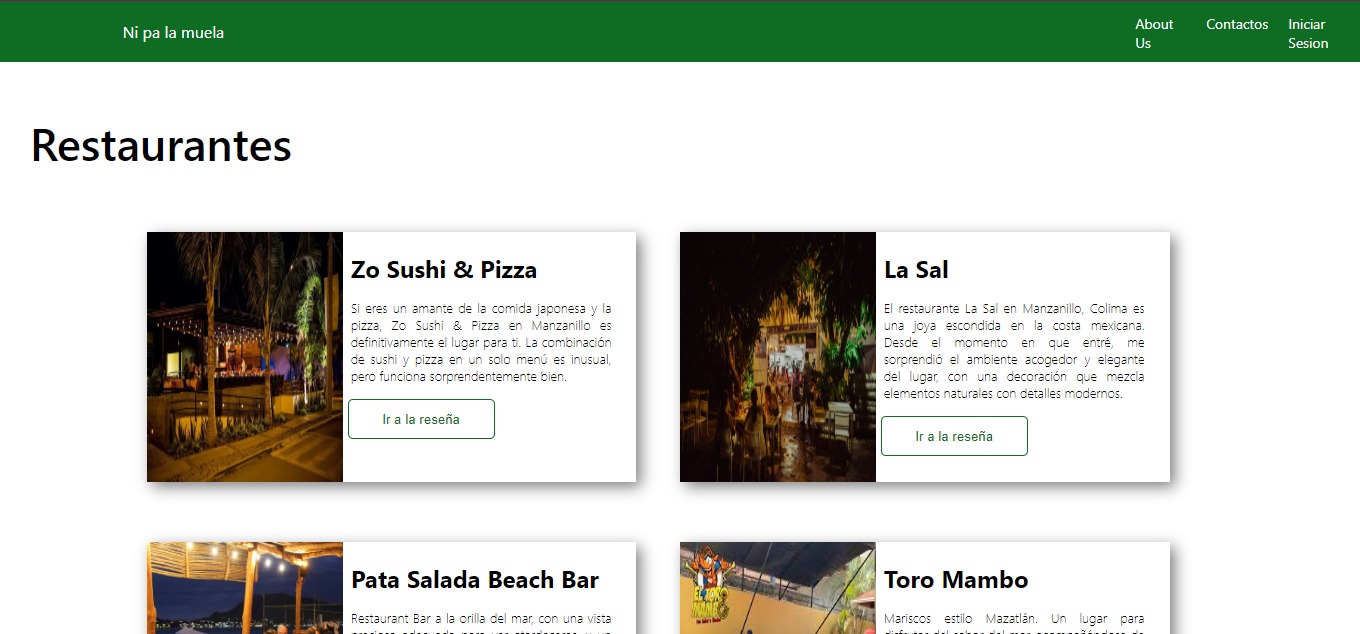 Ni pa la muela
About
Us
Contactos
Iniciar
Sesion
Restaurantes
Zo Sushi & Pizza
Si eres un amante de la comida japonesa y la
pizza, Zo Sushi & Pizza en Manzanillo es
definitivamente el lugar para ti. La combinación
de sushi y pizza en un solo menú es inusual,
pero funciona sorprendentemente bien.
Ir a la reseña
La Sal
El restaurante La Sal en Manzanillo, Colima es
una joya escondida en la costa mexicana.
Desde el momento en que entré, me
sorprendió el ambiente acogedor y elegante
del lugar, con una decoración que mezcla
elementos naturales con detalles modernos.
Ir a la reseña
Pata Salada Beach Bar
Restaurant Bar a la orilla del mar, con una vista
EL TORO
MAMBO
Toro Mambo
Mariscos estilo Mazatlán. Un lugar para